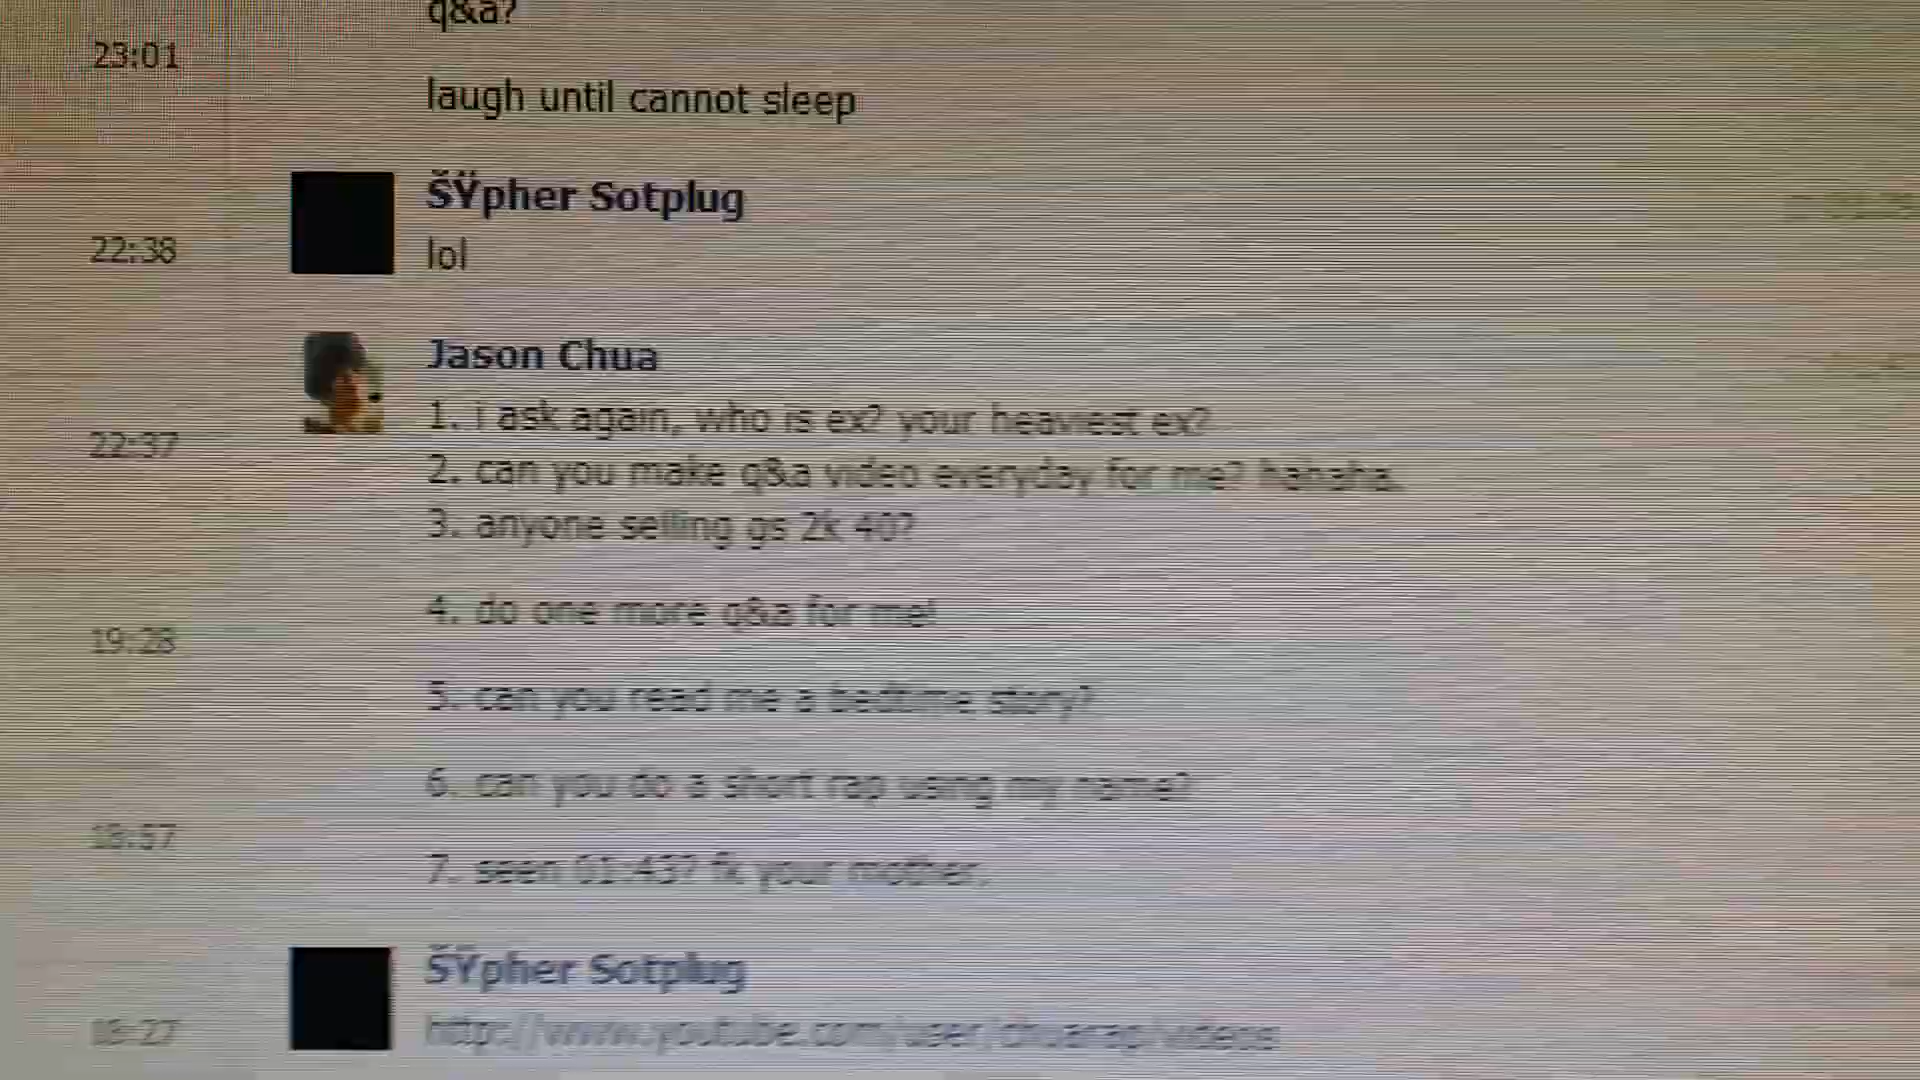 q&a?
23:01
laugh until cannot sleep
ŠŸpher Sotplug
22:38
lol
Jason Chua
1. i ask again, who is ex? your heaviest ex?
22:37
2. can you make q&a video everyday for me? hahaha.
3. anyone selling gs 2k 40?
4. do one more q&a for me!
19:28
5. can you read me a bedtime story?
6. can you do a short rap using my name?
18:57
7. seen 01:43? fk your mother.
ŠŸpher Sotplug
18:27
http://www.youtube.com/user/chuarap/videos